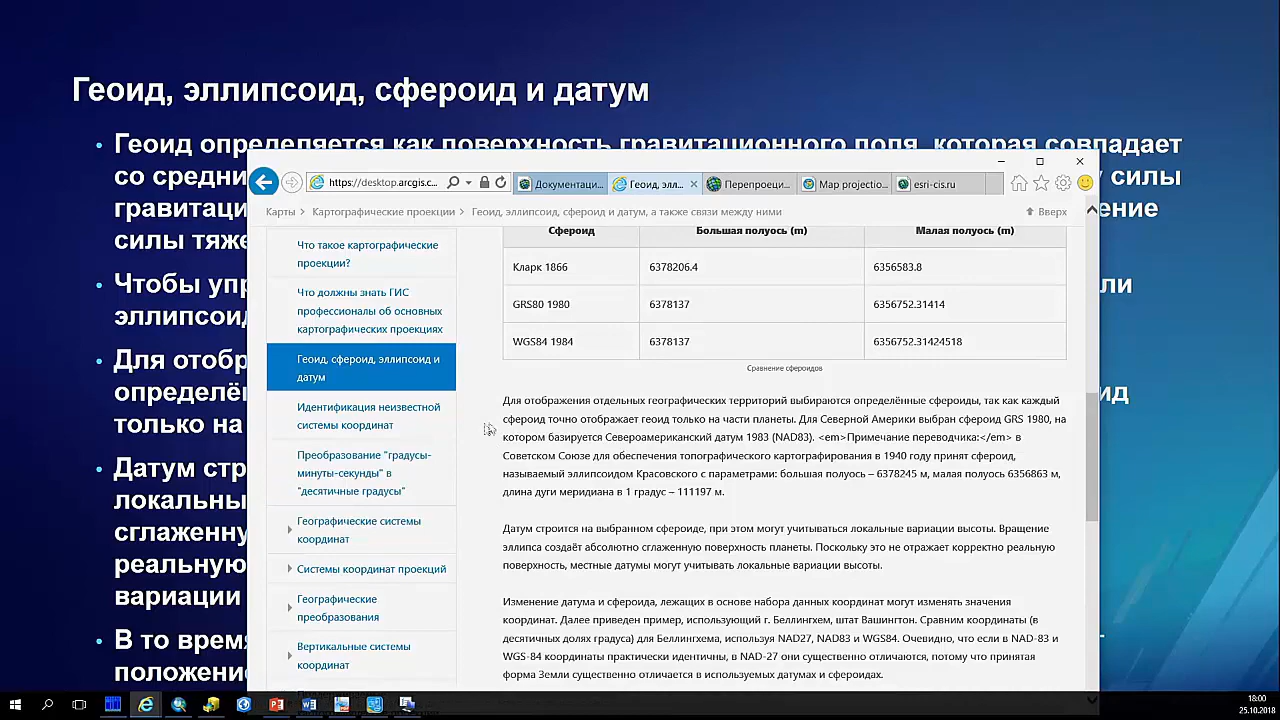 Геоид, эллипсоид, сфероид и датум
• Геоид определяется как поверхность гравитационного поля, которая совпадает
со средни
у силы
гравитаци
ение
силы тяже
• Чтобы упр
ли
эллипсоид
• Для отобр
определён
ид
только на
• Датум стр
локальны
сглаженну
реальную
вариации
• В то врем
положение
https://desktop.arcgis.c...
Документаци...
Геоид, элл...
Перепроеци...
Map projectio...
esri-cis.ru
Карты > Картографические проекции > Геоид, эллипсоид, сфероид и датум, а также связи между ними
Вверх
Что такое картографические
проекции?
Что должны знать ГИС
профессионалы об основных
картографических проекциях
Геоид, сфероид, эллипсоид и
датум
Идентификация неизвестной
системы координат
Преобразование "градусы-
минуты-секунды" в
"десятичные градусы"
Географические системы
координат
Системы координат проекций
Географические
преобразования
Вертикальные системы
координат
Сфероид Большая полуось (m) Малая полуось (m)
Кларк 1866 6378206.4 6356583.8
GRS80 1980 6378137 6356752.31414
WGS84 1984 6378137 6356752.31424518
Сравнение сфероидов
Для отображения отдельных географических территорий выбираются определённые сфероиды, так как каждый
сфероид точно отображает геоид только на части планеты. Для Северной Америки выбран сфероид GRS 1980, на
котором базируется Североамериканский датум 1983 (NAD83). <em>Примечание переводчика:</em> в
Советском Союзе для обеспечения топографического картографирования в 1940 году принят сфероид,
называемый эллипсоидом Красовского с параметрами: большая полуось – 6378245 м, малая полуось 6356863 м,
длина дуги меридиана в 1 градус – 111197 м.
Датум строится на выбранном сфероиде, при этом могут учитываться локальные вариации высоты. Вращение
эллипса создаёт абсолютно сглаженную поверхность планеты. Поскольку это не отражает корректно реальную
поверхность, местные датумы могут учитывать локальные вариации высоты.
Изменение датума и сфероида, лежащих в основе набора данных координат могут изменять значения
координат. Далее приведен пример, использующий г. Беллингхем, штат Вашингтон. Сравним координаты (в
десятичных долях градуса) для Беллингхема, используя NAD27, NAD83 и WGS84. Очевидно, что если в NAD-83 и
WGS-84 координаты практически идентичны, в NAD-27 они существенно отличаются, потому что принятая
форма Земли существенно отличается в используемых датумах и сфероидах.
18:00
25.10.2018